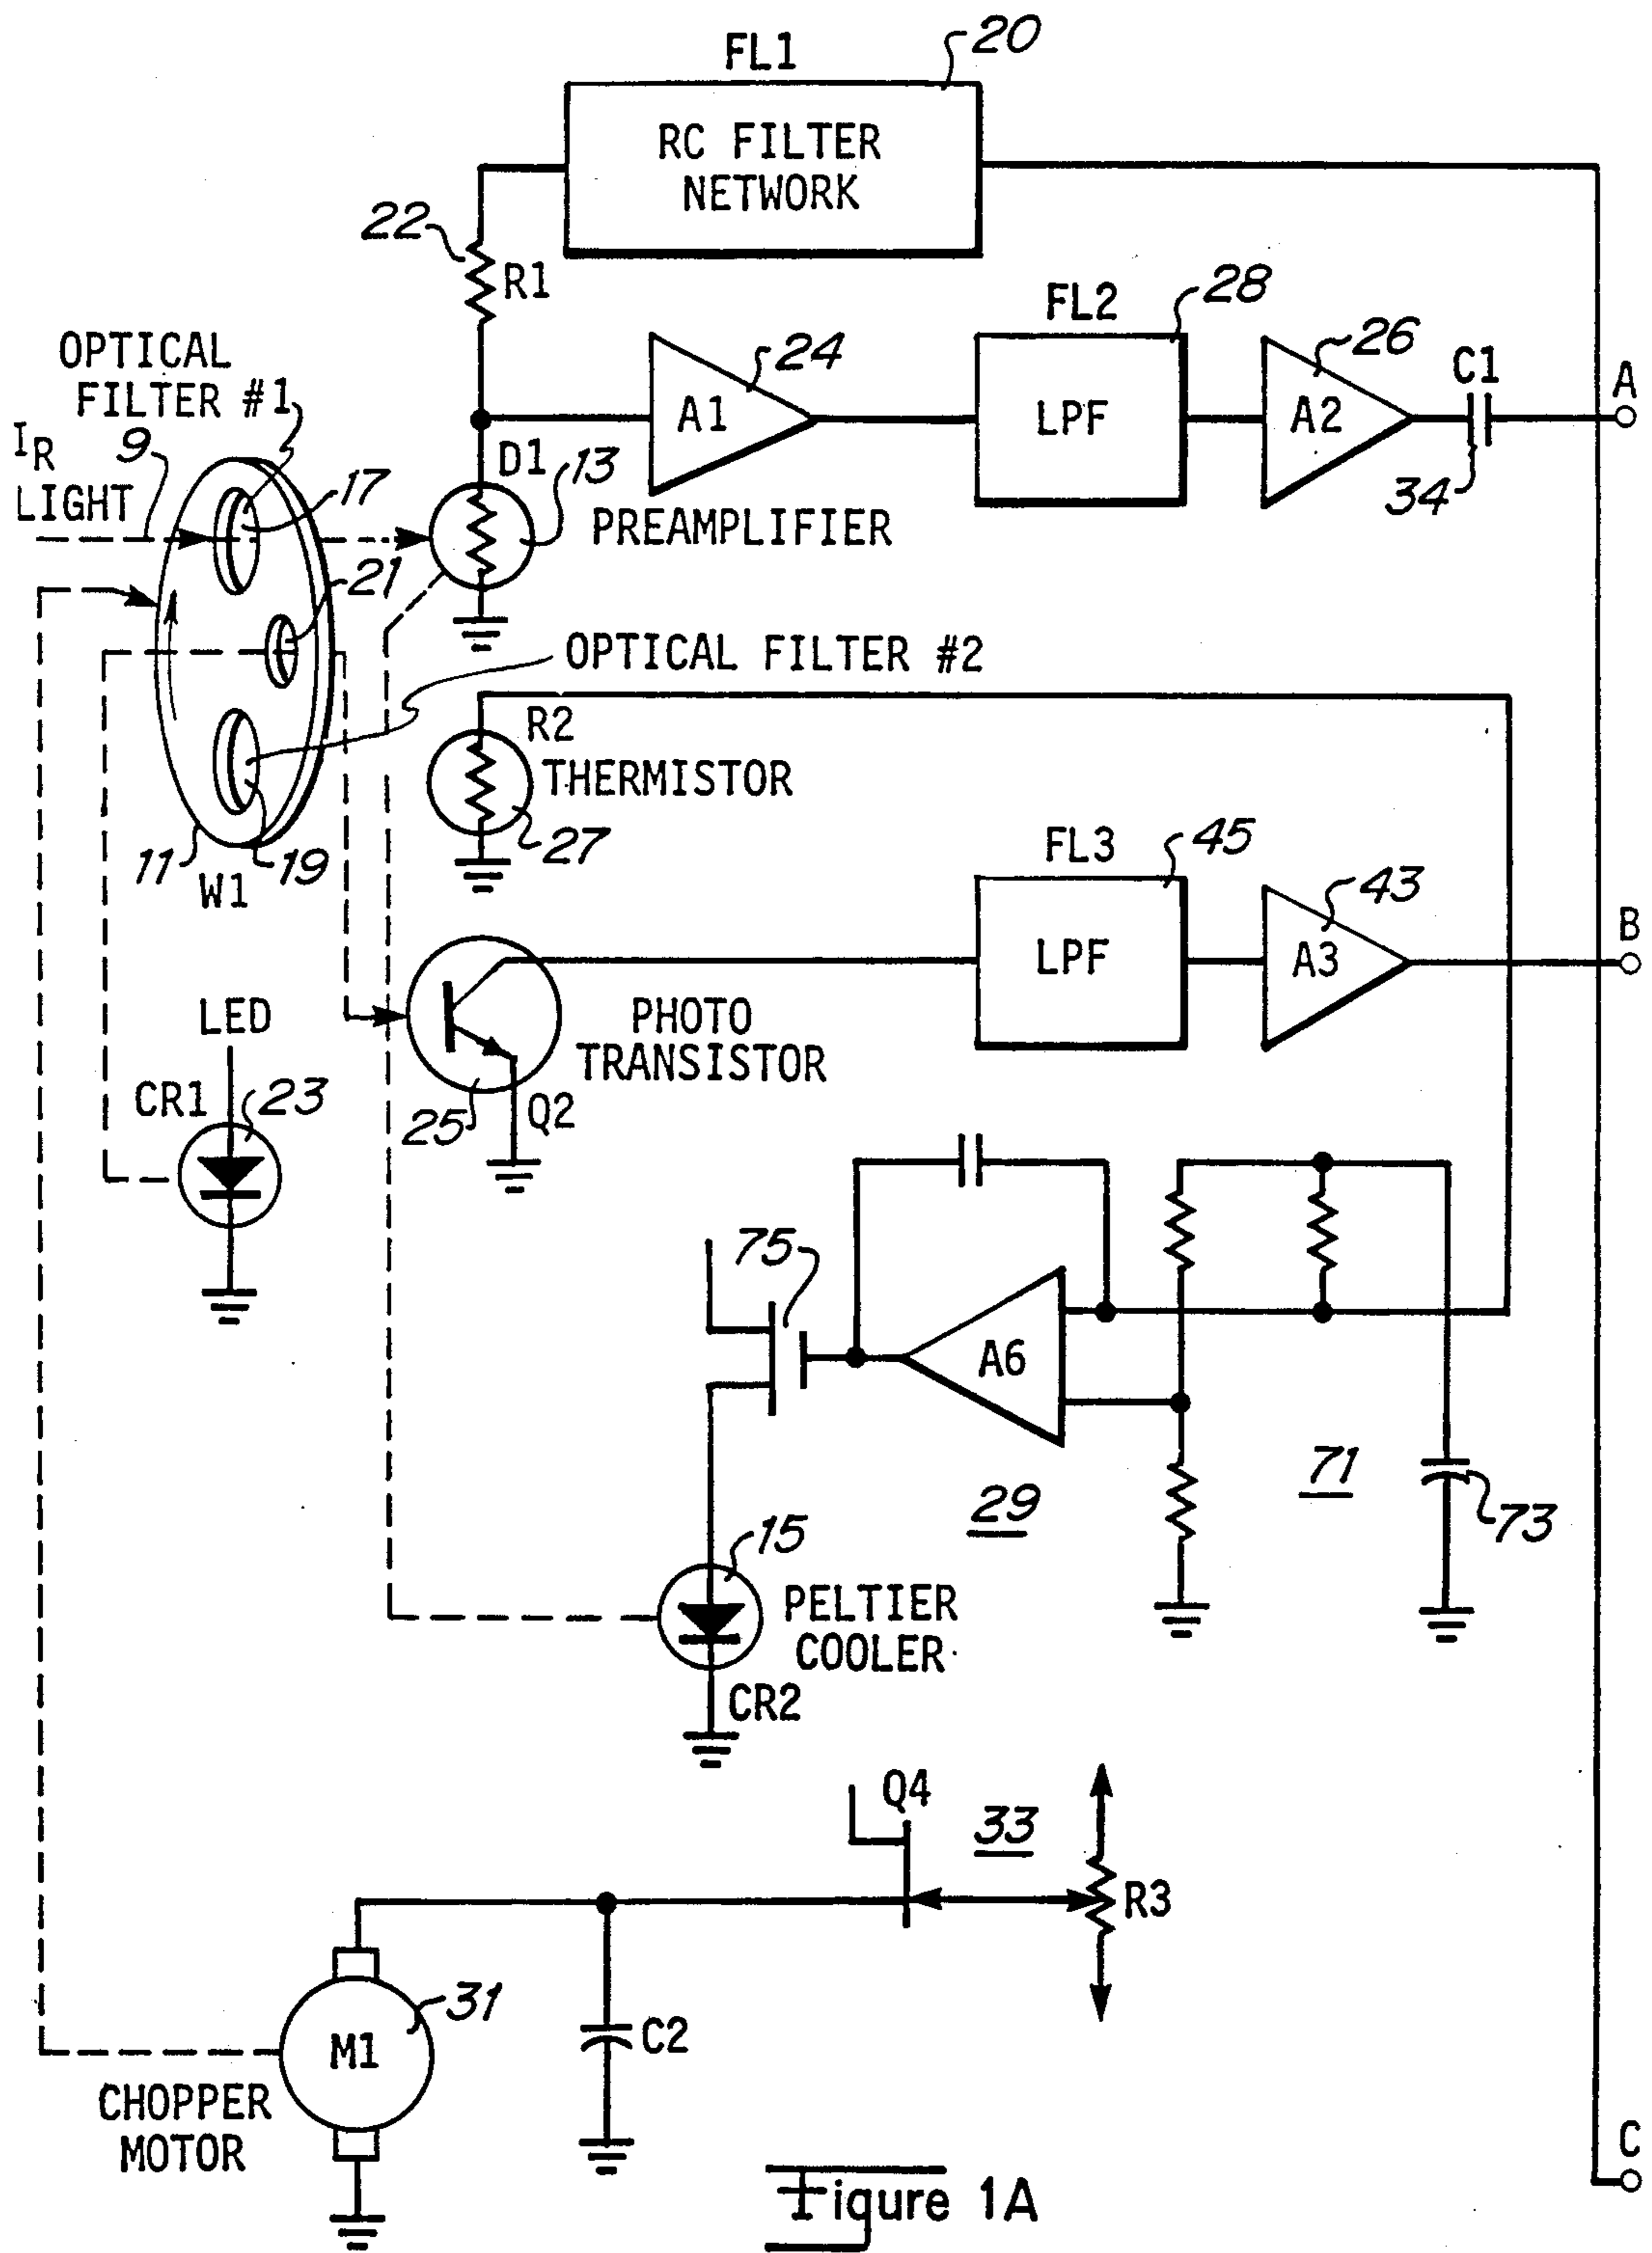 FL1
20
RC FILTER
NETWORK
22
R1
FL2
28
OPTICAL
FILTER #1
24
26
C1
A
A1
LPF
A2
IR
LIGHT
9
17
D1
13
34
PREAMPLIFIER
21
OPTICAL FILTER #2
R2
THERMISTOR
27
11
19
W1
FL3
45
43
B
LPF
A3
LED
PHOTO
TRANSISTOR
CR1
23
25
Q2
75
A6
29
71
73
15
PELTIER
COOLER
CR2
Q4
33
R3
31
M1
C2
CHOPPER
MOTOR
C
Figure 1A